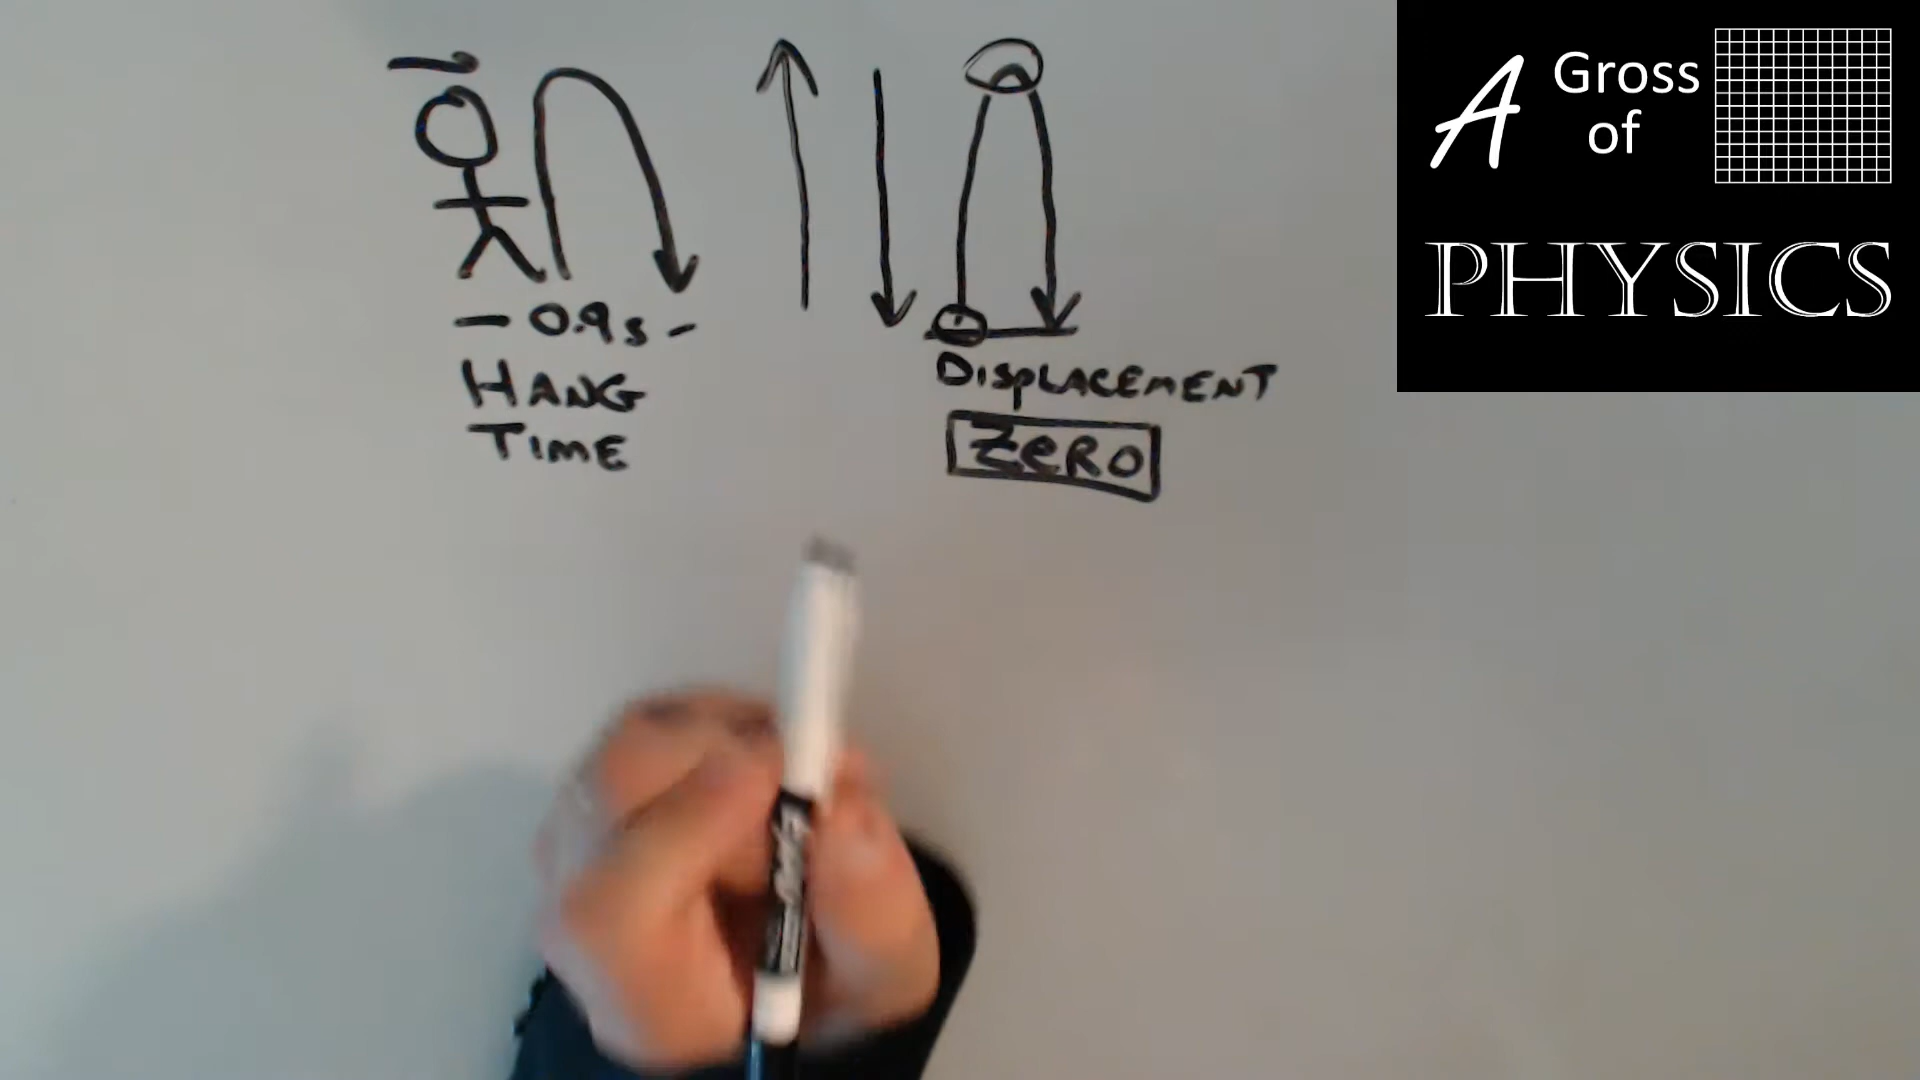 - 0.9s -
HANG
TIME
DISPLACEMENT
ZERO
A Gross
of
PHYSICS